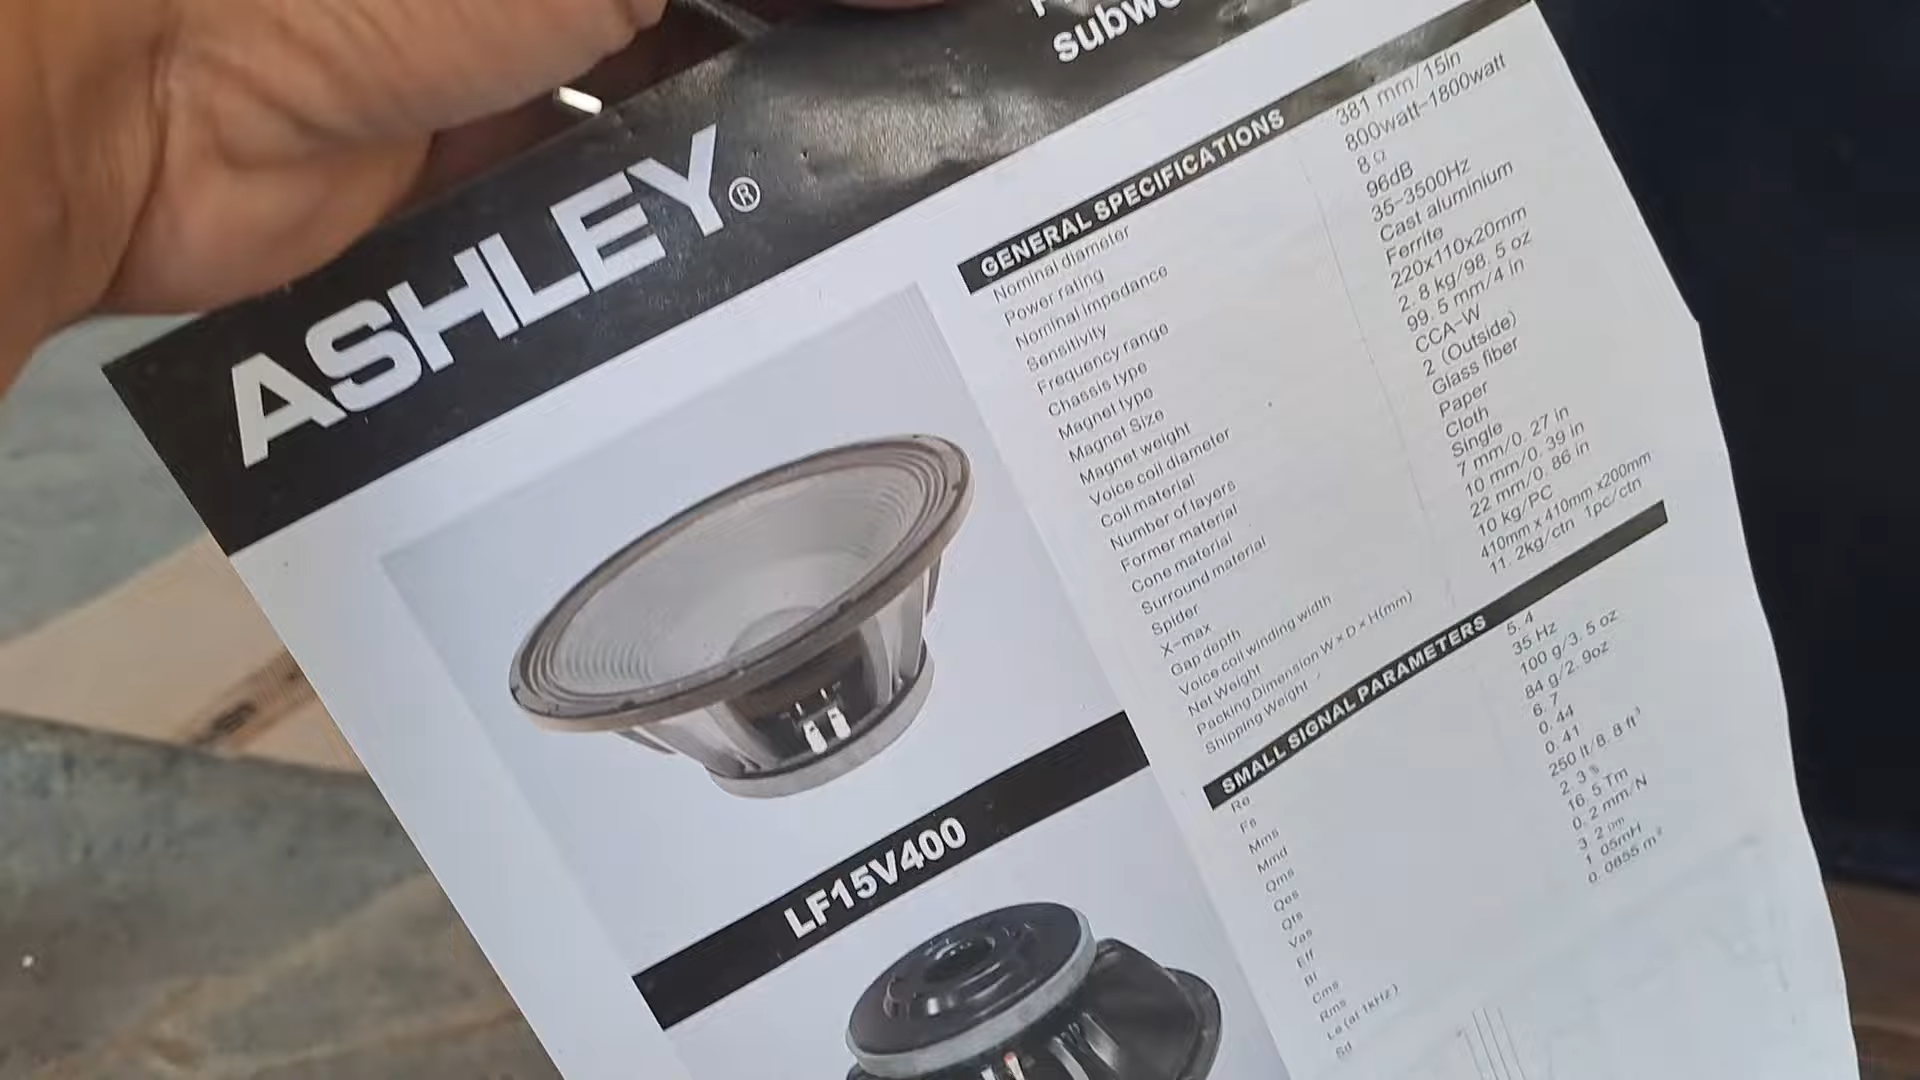 subwo
ASHLEY®
GENERAL SPECIFICATIONS
Nominal diameter 381 mm/15in
Power rating 800watt-1800watt
Nominal impedance 8 Ω
Sensitivity 96dB
Frequency range 35-3500Hz
Chassis type Cast aluminium
Magnet type Ferrite
Magnet Size 220x110x20mm
Magnet weight 2. 8 kg/98. 5 oz
Voice coil diameter 99. 5 mm/4 in
Coil material CCA-W
Number of layers 2 (Outside)
Former material Glass fiber
Cone material Paper
Surround material Cloth
Spider Single
X-max 7 mm/0. 27 in
Gap depth 10 mm/0. 39 in
Voice coil winding width 22 mm/0. 86 in
Net Weight 10 kg/PC
Packing Dimension W×D×H(mm) 410mm x 410mm x200mm
Shipping Weight 11. 2kg/ctn 1pc/ctn
SMALL SIGNAL PARAMETERS
Re 5. 4
Fs 35 Hz
Mms 100 g/3. 5 oz
Mmd 84 g/2. 9oz
Qms 6. 7
Qes 0. 44
Qts 0. 41
Vas 250 lt/8. 8 ft³
Eff 2. 3 %
Bl 16. 5 Tm
Cms 0. 2 mm/N
Rms 3. 2
Le (at 1kHz) 1. 05mH
Sd 0. 0855 m²
LF15V400